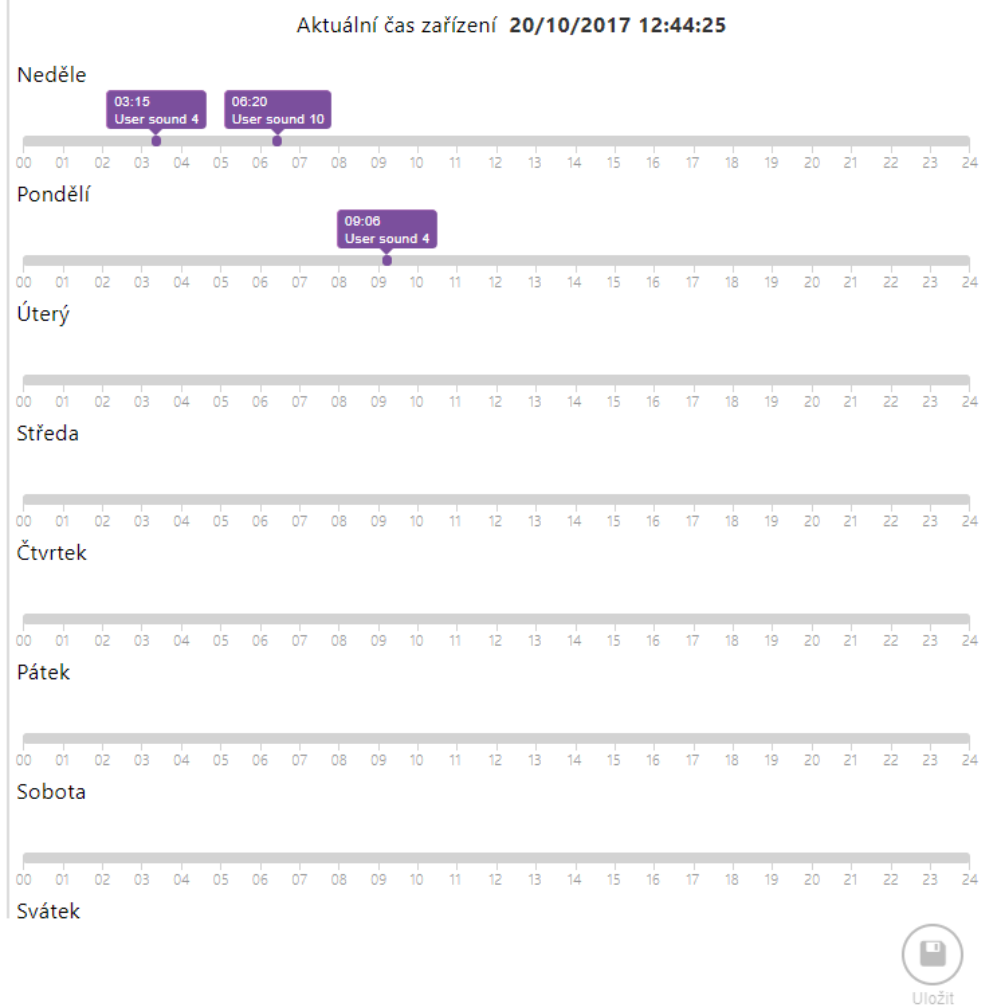 Aktuální čas zařízení 20/10/2017 12:44:25
Neděle
03:15 06:20
User sound 4 User sound 10
00 01 02 03 04 05 06 07 08 09 10 11 12 13 14 15 16 17 18 19 20 21 22 23 24
Pondělí
09:06
User sound 4
00 01 02 03 04 05 06 07 08 09 10 11 12 13 14 15 16 17 18 19 20 21 22 23 24
Úterý
00 01 02 03 04 05 06 07 08 09 10 11 12 13 14 15 16 17 18 19 20 21 22 23 24
Středa
00 01 02 03 04 05 06 07 08 09 10 11 12 13 14 15 16 17 18 19 20 21 22 23 24
Čtvrtek
00 01 02 03 04 05 06 07 08 09 10 11 12 13 14 15 16 17 18 19 20 21 22 23 24
Pátek
00 01 02 03 04 05 06 07 08 09 10 11 12 13 14 15 16 17 18 19 20 21 22 23 24
Sobota
00 01 02 03 04 05 06 07 08 09 10 11 12 13 14 15 16 17 18 19 20 21 22 23 24
Svátek
Uložit